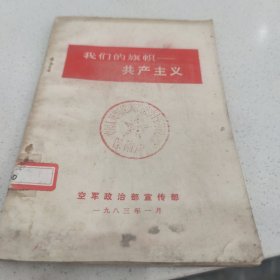 我们的旗帜——
共产主义
空军政治部宣传部
一九八三年一月